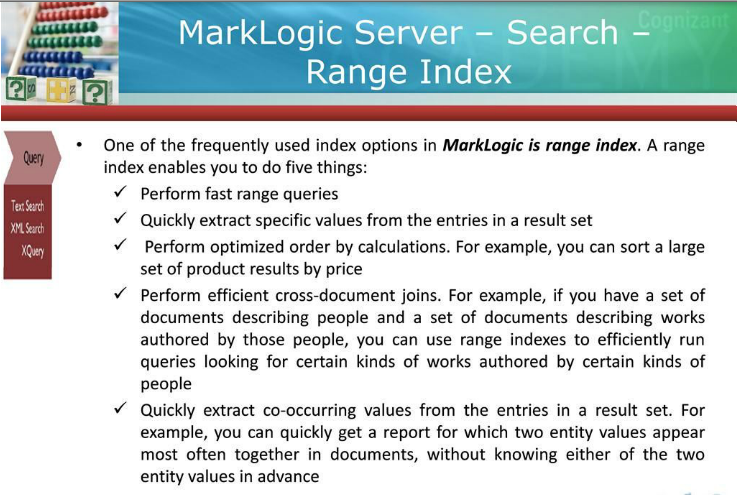 Cognizant
MarkLogic Server – Search –
Range Index
Query
Text Search
XML Search
XQuery
• One of the frequently used index options in MarkLogic is range index. A range
index enables you to do five things:
✓ Perform fast range queries
✓ Quickly extract specific values from the entries in a result set
✓ Perform optimized order by calculations. For example, you can sort a large
set of product results by price
✓ Perform efficient cross-document joins. For example, if you have a set of
documents describing people and a set of documents describing works
authored by those people, you can use range indexes to efficiently run
queries looking for certain kinds of works authored by certain kinds of
people
✓ Quickly extract co-occurring values from the entries in a result set. For
example, you can quickly get a report for which two entity values appear
most often together in documents, without knowing either of the two
entity values in advance